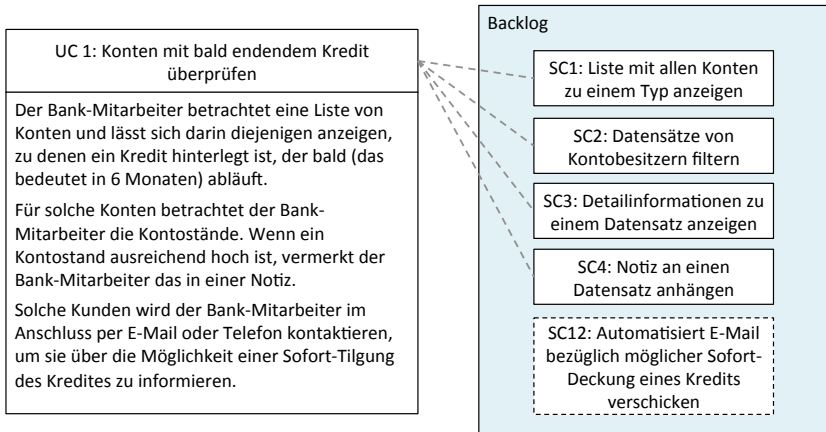 UC 1: Konten mit bald endendem Kredit
überprüfen
Der Bank-Mitarbeiter betrachtet eine Liste von
Konten und lässt sich darin diejenigen anzeigen,
zu denen ein Kredit hinterlegt ist, der bald (das
bedeutet in 6 Monaten) abläuft.
Für solche Konten betrachtet der Bank-
Mitarbeiter die Kontostände. Wenn ein
Kontostand ausreichend hoch ist, vermerkt der
Bank-Mitarbeiter das in einer Notiz.
Solche Kunden wird der Bank-Mitarbeiter im
Anschluss per E-Mail oder Telefon kontaktieren,
um sie über die Möglichkeit einer Sofort-Tilgung
des Kredites zu informieren.
Backlog
SC1: Liste mit allen Konten
zu einem Typ anzeigen
SC2: Datensätze von
Kontobesitzern filtern
SC3: Detailinformationen zu
einem Datensatz anzeigen
SC4: Notiz an einen
Datensatz anhängen
SC12: Automatisiert E-Mail
bezüglich möglicher Sofort-
Deckung eines Kredits
verschicken